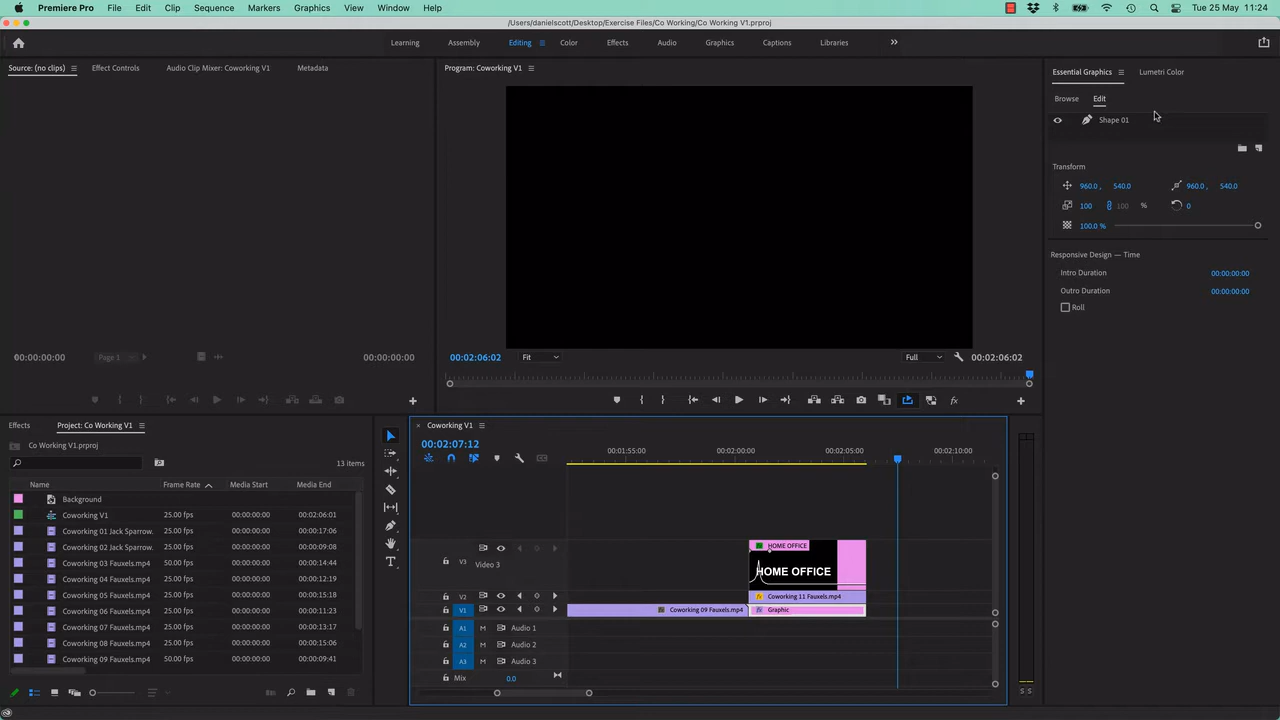 Premiere Pro File Edit Clip Sequence Markers Graphics View Window Help Tue 25 May 11:24
/Users/danielscott/Desktop/Exercise Files/Co Working/Co Working V1.prproj
Learning Assembly Editing Color Effects Audio Graphics Captions Libraries
Source: (no clips) Effect Controls Audio Clip Mixer: Coworking V1 Metadata
Program: Coworking V1
Essential Graphics Lumetri Color
Browse Edit
Shape 01
Transform
960.0 , 540.0 960.0 , 540.0
100 100 % 0
100.0 %
Responsive Design — Time
Intro Duration 00:00:00:00
Outro Duration 00:00:00:00
Roll
00:00:00:00 Page 1 00:00:00:00
00:02:06:02 Fit Full 00:02:06:02
Effects Project: Co Working V1
Co Working V1.prproj
13 items
Name Frame Rate Media Start Media End
Background
Coworking V1 25.00 fps 00:00:00:00 00:02:06:01
Coworking 01 Jack Sparrow. 25.00 fps 00:00:00:00 00:00:17:06
Coworking 02 Jack Sparrow. 25.00 fps 00:00:00:00 00:00:09:08
Coworking 03 Fauxels.mp4 50.00 fps 00:00:00:00 00:00:14:44
Coworking 04 Fauxels.mp4 25.00 fps 00:00:00:00 00:00:12:19
Coworking 05 Fauxels.mp4 25.00 fps 00:00:00:00 00:00:15:18
Coworking 06 Fauxels.mp4 25.00 fps 00:00:00:00 00:00:11:23
Coworking 07 Fauxels.mp4 25.00 fps 00:00:00:00 00:00:13:17
Coworking 08 Fauxels.mp4 25.00 fps 00:00:00:00 00:00:15:06
Coworking 09 Fauxels.mp4 50.00 fps 00:00:00:00 00:00:09:41
Coworking V1
00:02:07:12
00:01:55:00 00:02:00:00 00:02:05:00 00:02:10:00
V3 Video 3
HOME OFFICE
HOME OFFICE
V2 Coworking 11 Fauxels.mp4
V1 Coworking 09 Fauxels.mp4 Graphic
A1 M Audio 1
A2 M Audio 2
A3 M Audio 3
Mix 0.0
S S